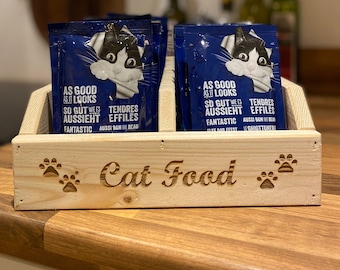 AS GOOD
AS IT
LOOKS
SO GUT WIE ES
AUSSIEHT
TENDRES
EFFILÉS
FANTASTIC
AS GOOD
AS IT
LOOKS
SO GUT WIE ES
AUSSIEHT
TENDRES
EFFILÉS
FANTASTIC
Cat Food